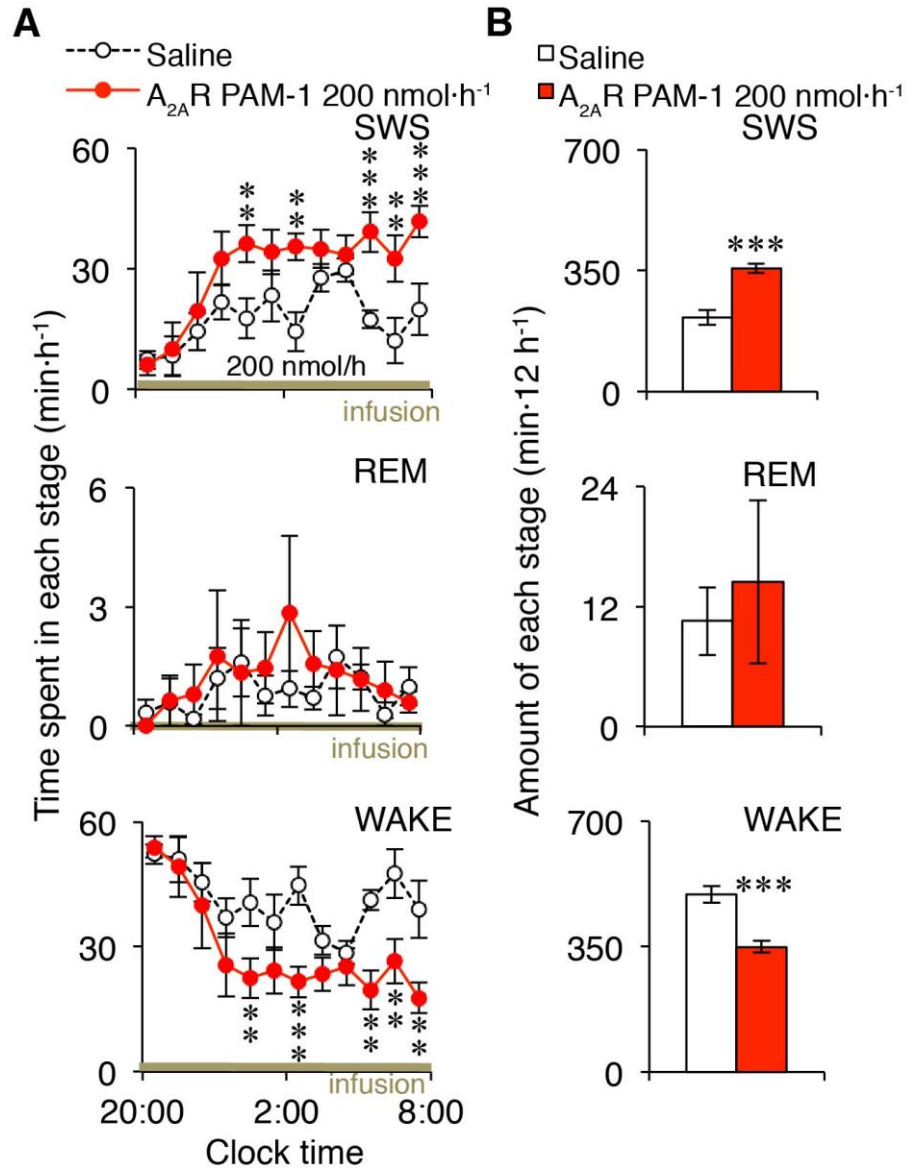 A
Saline
A2AR PAM-1 200 nmol·h-1
SWS
Time spent in each stage (min·h-1)
60
30
0
** ** *** ** ***
200 nmol/h
infusion
REM
6
3
0
infusion
WAKE
60
30
0
** *** ** ** **
infusion
20:00 2:00 8:00
Clock time
B
Saline
A2AR PAM-1 200 nmol·h-1
SWS
Amount of each stage (min·12 h-1)
700
350
0
***
REM
24
12
0
WAKE
700
350
0
***